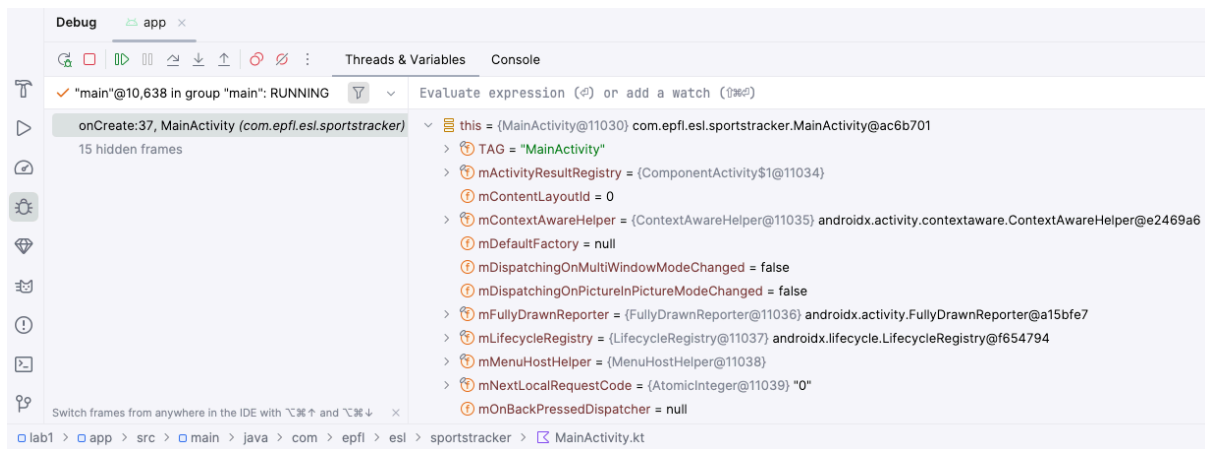 Debug app ×
Threads & Variables Console
"main"@10,638 in group "main": RUNNING
Evaluate expression (⏎) or add a watch (⇧⌘⏎)
onCreate:37, MainActivity (com.epfl.esl.sportstracker)
15 hidden frames
this = {MainActivity@11030} com.epfl.esl.sportstracker.MainActivity@ac6b701
TAG = "MainActivity"
mActivityResultRegistry = {ComponentActivity$1@11034}
mContentLayoutId = 0
mContextAwareHelper = {ContextAwareHelper@11035} androidx.activity.contextaware.ContextAwareHelper@e2469a6
mDefaultFactory = null
mDispatchingOnMultiWindowModeChanged = false
mDispatchingOnPictureInPictureModeChanged = false
mFullyDrawnReporter = {FullyDrawnReporter@11036} androidx.activity.FullyDrawnReporter@a15bfe7
mLifecycleRegistry = {LifecycleRegistry@11037} androidx.lifecycle.LifecycleRegistry@f654794
mMenuHostHelper = {MenuHostHelper@11038}
mNextLocalRequestCode = {AtomicInteger@11039} "0"
mOnBackPressedDispatcher = null
Switch frames from anywhere in the IDE with ⌥⌘↑ and ⌥⌘↓ ×
lab1 > app > src > main > java > com > epfl > esl > sportstracker > MainActivity.kt